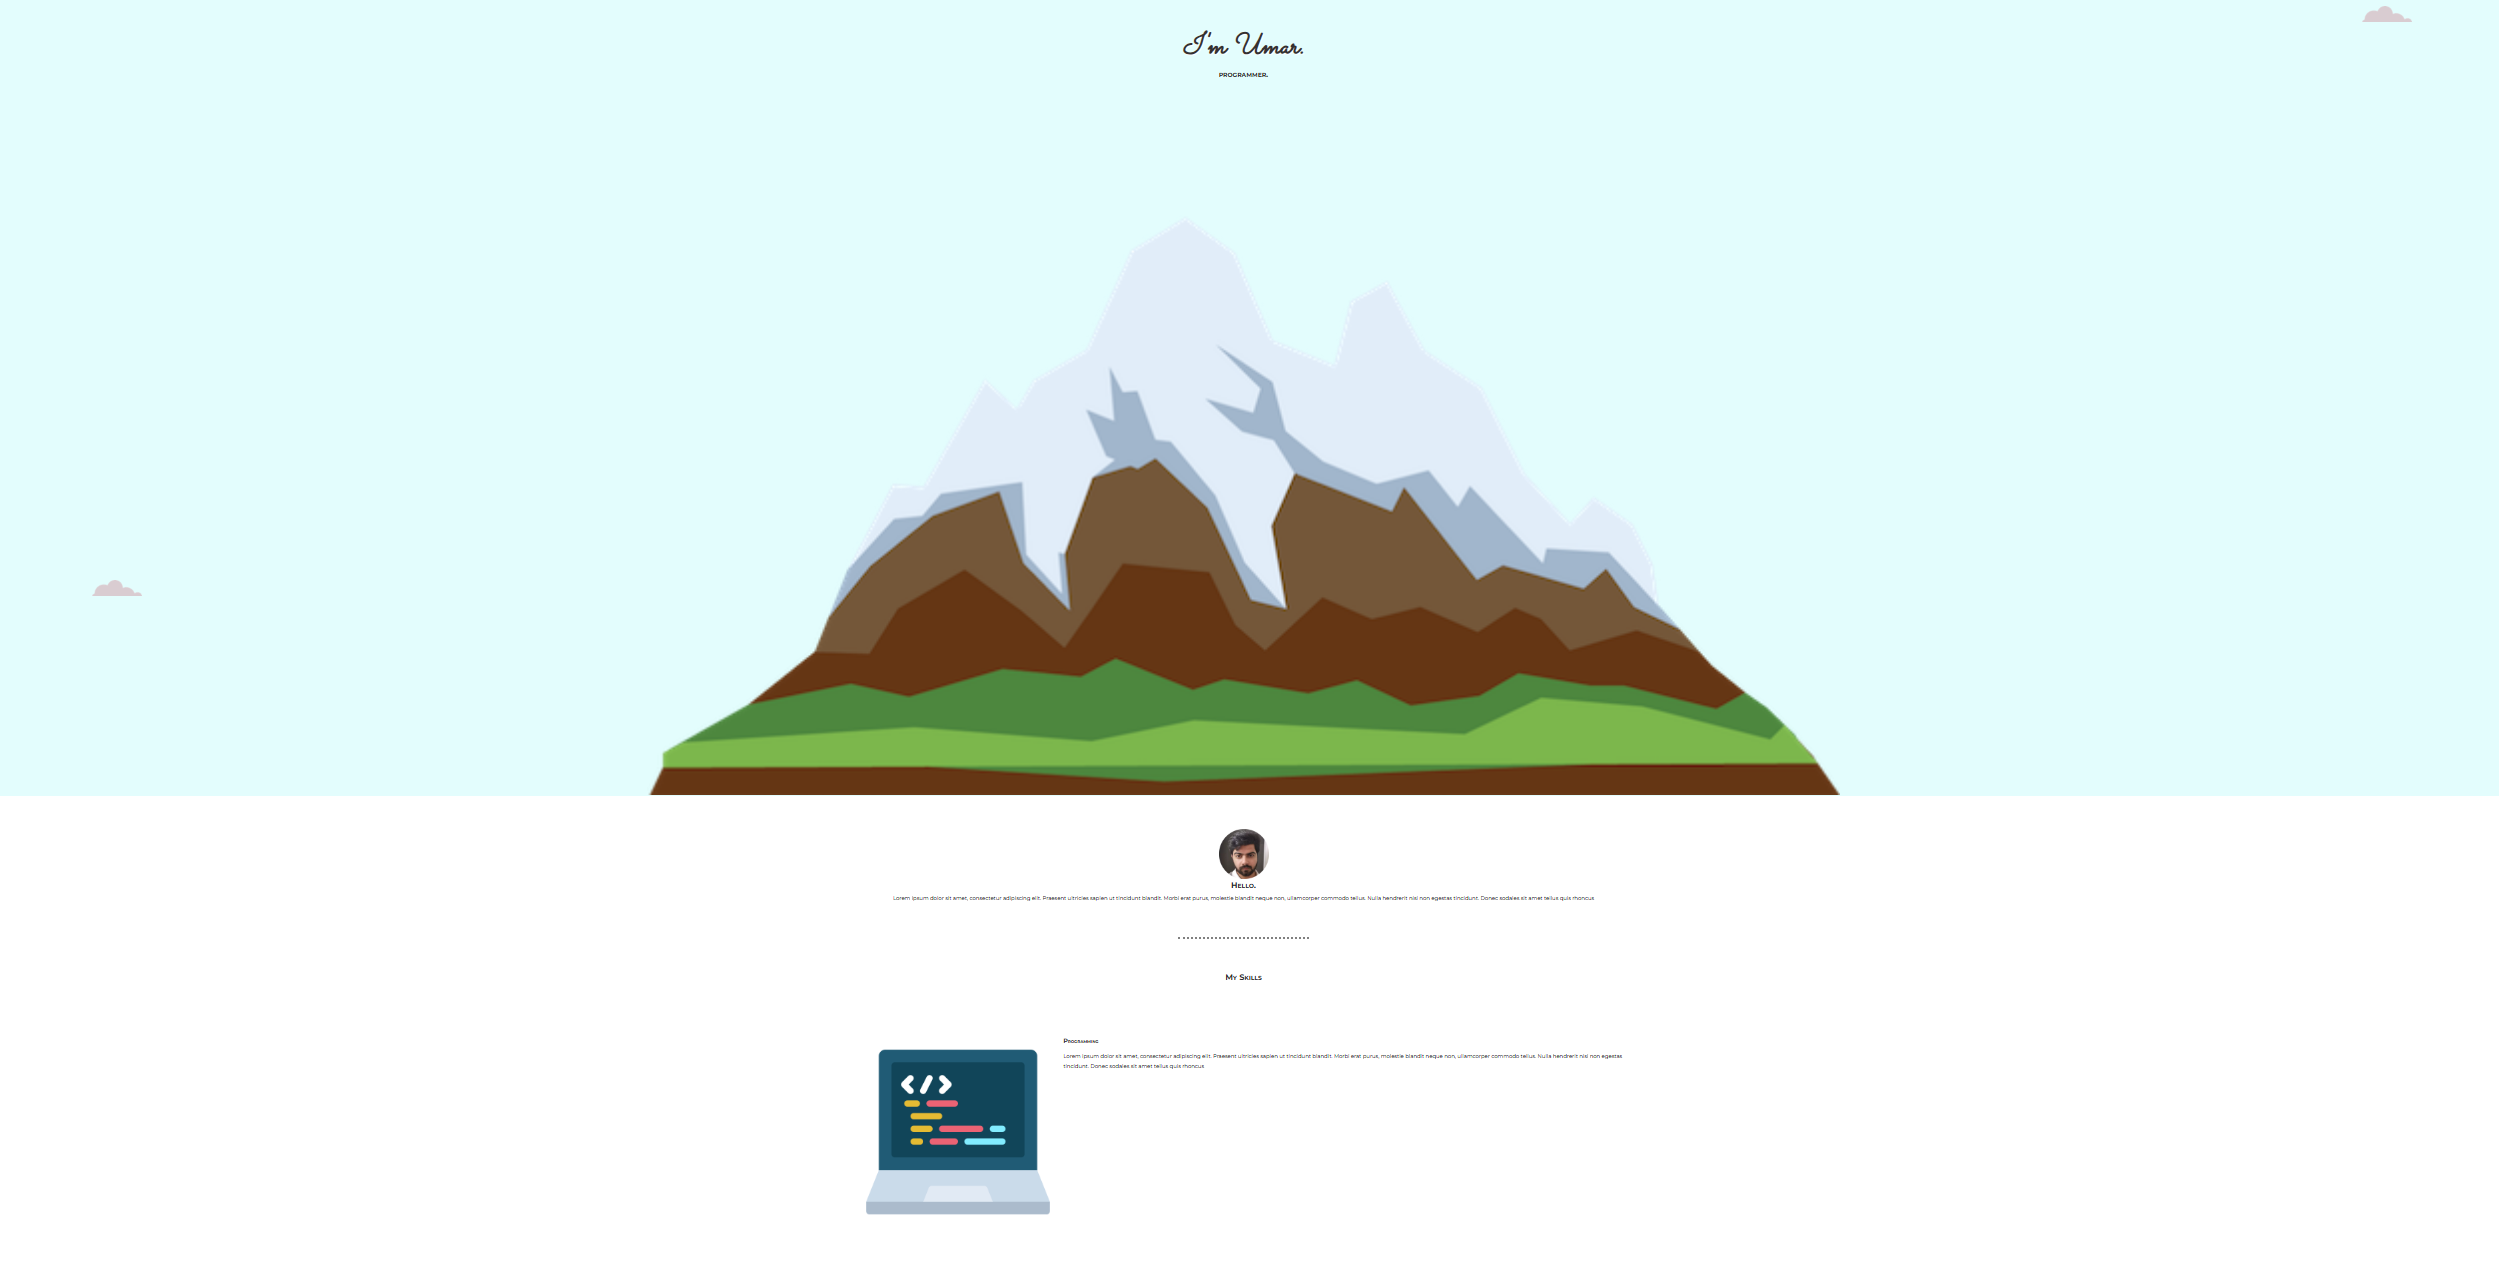 I'm Umar.
PROGRAMMER.
Hello.
Lorem ipsum dolor sit amet, consectetur adipiscing elit. Praesent ultricies sapien ut tincidunt blandit. Morbi erat purus, molestie blandit neque non, ullamcorper commodo tellus. Nulla hendrerit nisi non egestas tincidunt. Donec sodales sit amet tellus quis rhoncus
My Skills
Programming
Lorem ipsum dolor sit amet, consectetur adipiscing elit. Praesent ultricies sapien ut tincidunt blandit. Morbi erat purus, molestie blandit neque non, ullamcorper commodo tellus. Nulla hendrerit nisi non egestas
tincidunt. Donec sodales sit amet tellus quis rhoncus